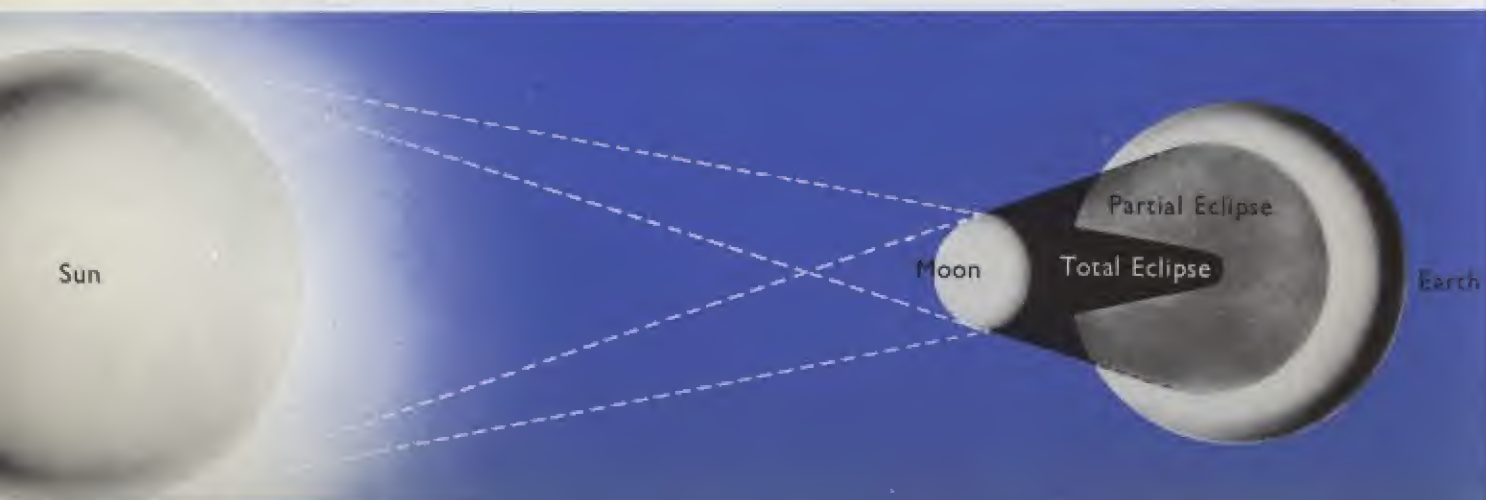 Sun
Moon
Partial Eclipse
Total Eclipse
Earth